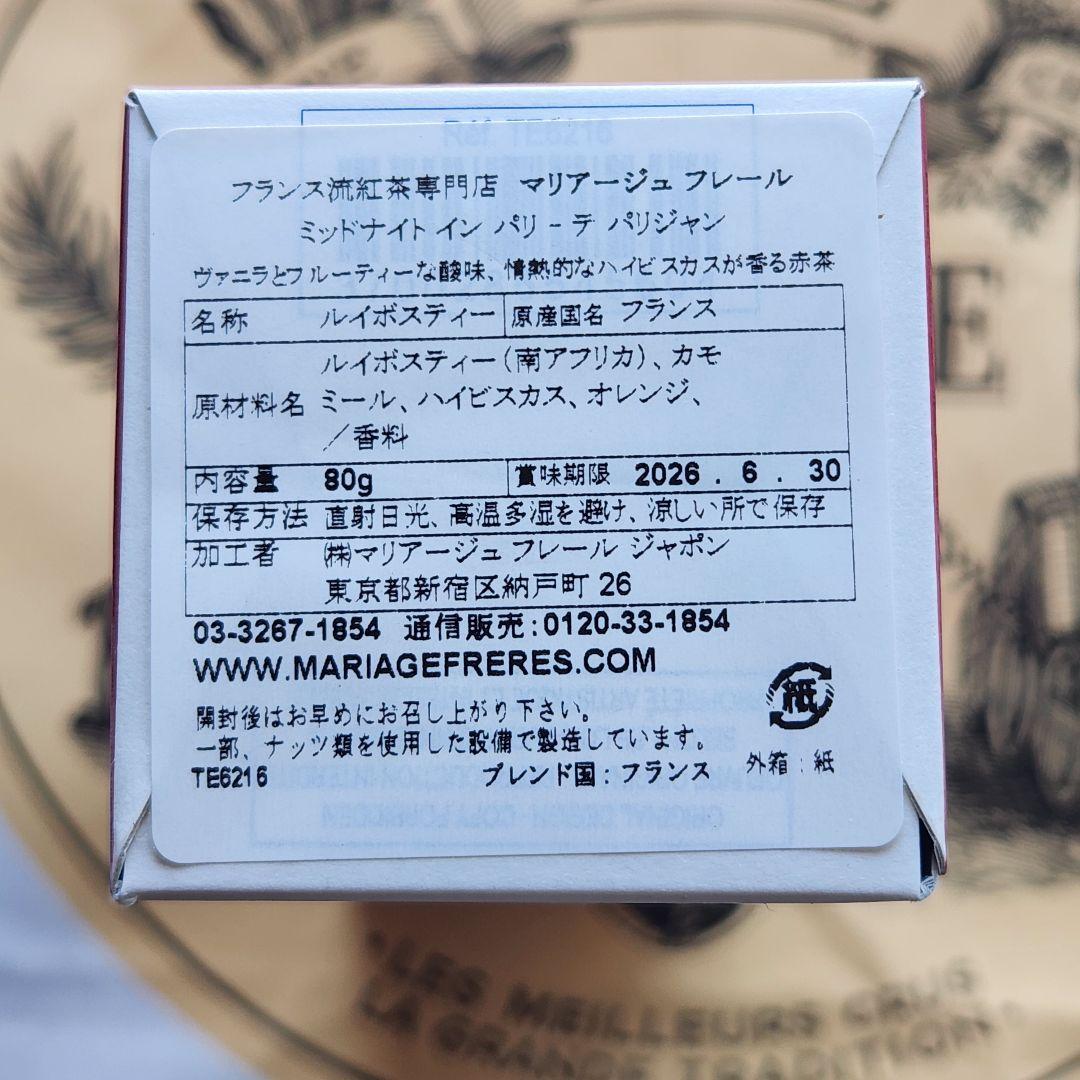 Réf. TE6216
フランス流紅茶専門店 マリアージュ フレール
ミッドナイト イン パリ - テ パリジャン
ヴァニラとフルーティーな酸味、情熱的なハイビスカスが香る赤茶
名称 ルイボスティー 原産国名 フランス
原材料名 ルイボスティー(南アフリカ)、カモ
ミール、ハイビスカス、オレンジ、
/香料
内容量 80g 賞味期限 2026 . 6 . 30
保存方法 直射日光、高温多湿を避け、涼しい所で保存
加工者 ㈱マリアージュ フレール ジャポン
東京都新宿区納戸町 26
03-3267-1854 通信販売:0120-33-1854
WWW.MARIAGEFRERES.COM
紙
開封後はお早めにお召し上がり下さい。
一部、ナッツ類を使用した設備で製造しています。
外箱:紙
TE6216 ブレンド国:フランス
ORIGINAL DESIGN - COPY FORBIDDEN
LES MEILLEURS CRUS
LA GRANDE TRADITION